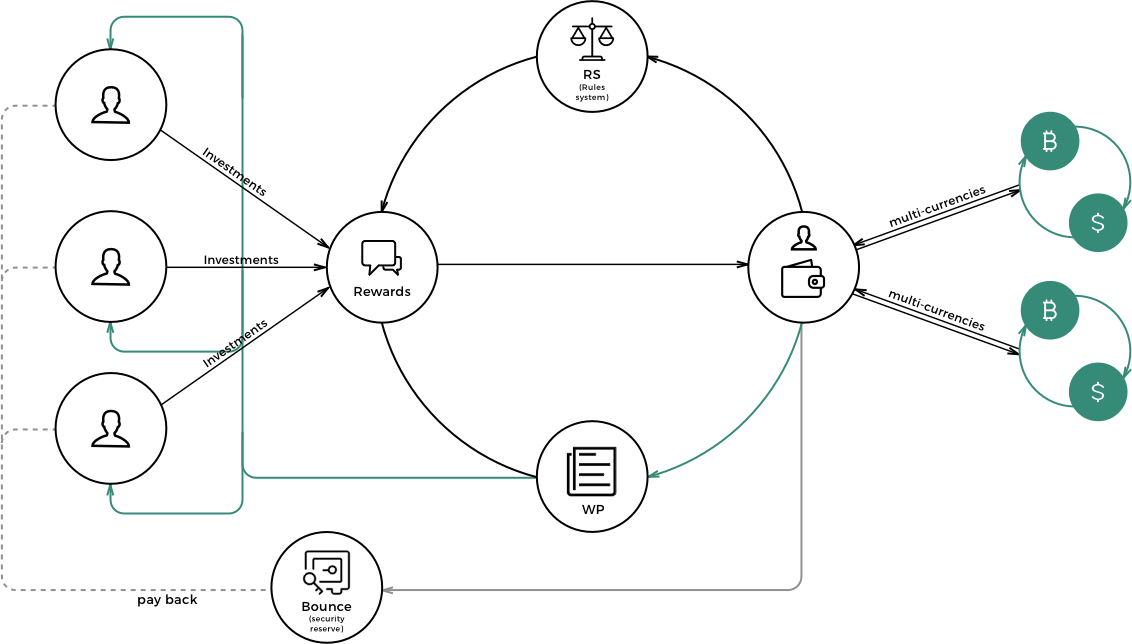 RS
(Rules
system)
Investments
multi-currencies
₿
$
Investments
Rewards
multi-currencies
₿
$
Investments
WP
pay back
Bounce
(security
reserve)